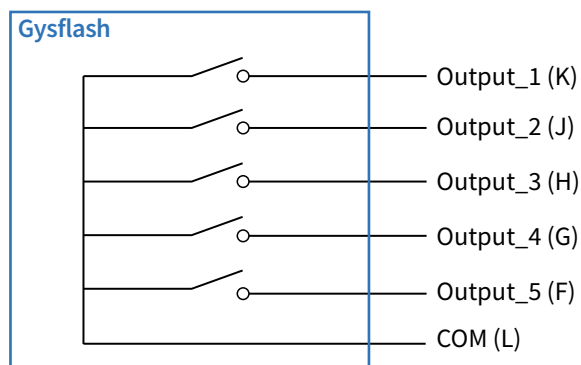 Gysflash
Output_1 (K)
Output_2 (J)
Output_3 (H)
Output_4 (G)
Output_5 (F)
COM (L)